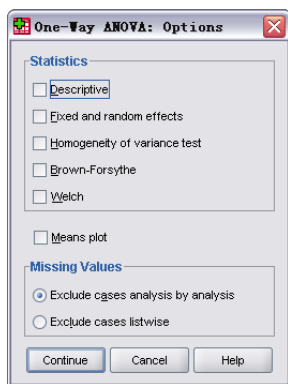 One-Way ANOVA: Options
Statistics
Descriptive
Fixed and random effects
Homogeneity of variance test
Brown-Forsythe
Welch
Means plot
Missing Values
Exclude cases analysis by analysis
Exclude cases listwise
Continue Cancel Help